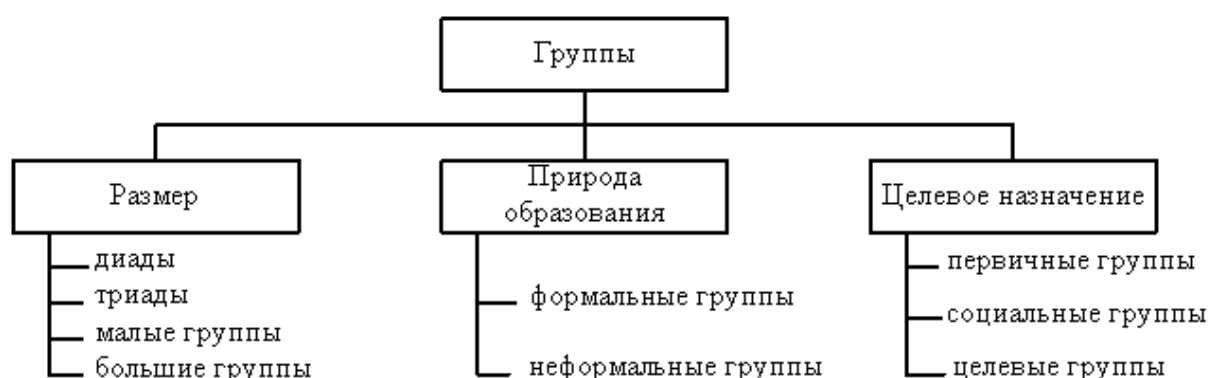 Группы
Размер
диады
триады
малые группы
большие группы
Природа
образования
формальные группы
неформальные группы
Целевое назначение
первичные группы
социальные группы
целевые группы